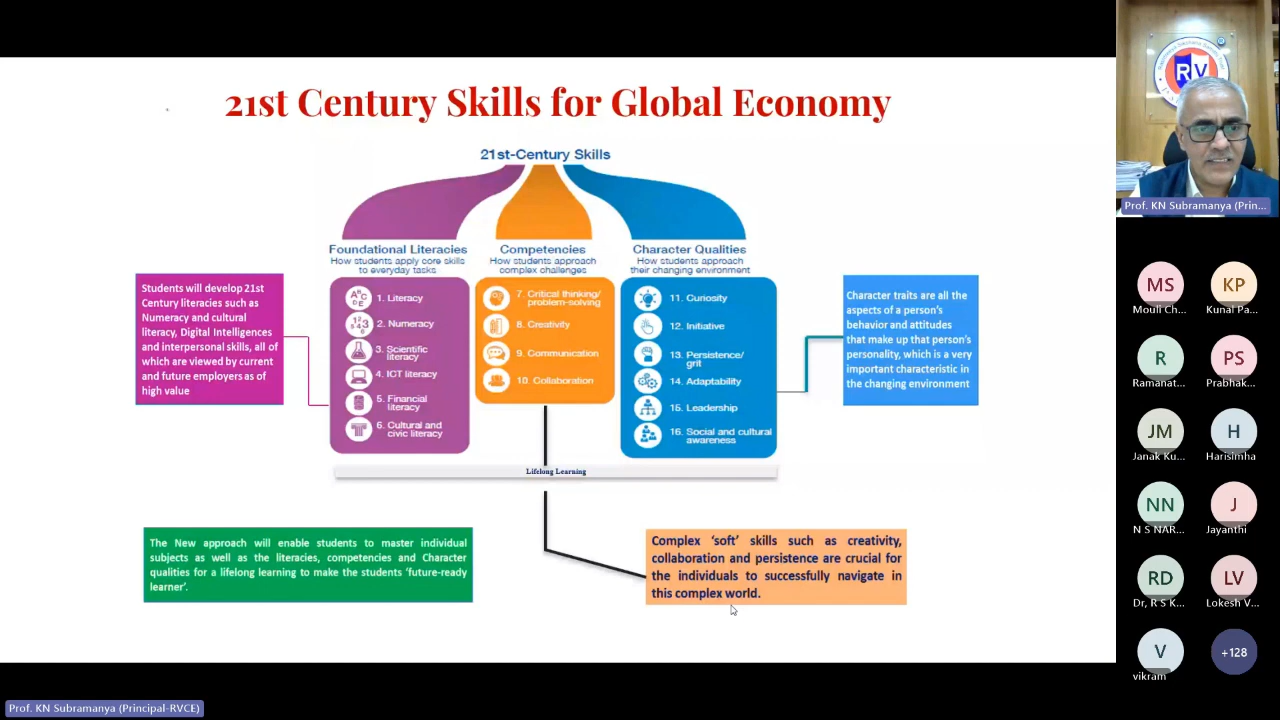 21st Century Skills for Global Economy
21st-Century Skills
Foundational Literacies
How students apply core skills
to everyday tasks
1. Literacy
2. Numeracy
3. Scientific
literacy
4. ICT literacy
5. Financial
literacy
6. Cultural and
civic literacy
Competencies
How students approach
complex challenges
7. Critical thinking/
problem-solving
8. Creativity
9. Communication
10. Collaboration
Character Qualities
How students approach
their changing environment
11. Curiosity
12. Initiative
13. Persistence/
grit
14. Adaptability
15. Leadership
16. Social and cultural
awareness
Lifelong Learning
Students will develop 21st
Century literacies such as
Numeracy and cultural
literacy, Digital Intelligences
and interpersonal skills, all of
which are viewed by current
and future employers as of
high value
Character traits are all the
aspects of a person's
behavior and attitudes
that make up that person's
personality, which is a very
important characteristic in
the changing environment
The New approach will enable students to master individual
subjects as well as the literacies, competencies and Character
qualities for a lifelong learning to make the students ‘future-ready
learner’.
Complex ‘soft’ skills such as creativity,
collaboration and persistence are crucial for
the individuals to successfully navigate in
this complex world.
RV
Prof. KN Subramanya (Prin...
MS
Mouli Ch...
KP
Kunal Pa...
R
Ramanat...
PS
Prabhak...
JM
Janak Ku...
H
Harisimha
NN
N S NAR...
J
Jayanthi
RD
Dr, R S K...
LV
Lokesh V...
V
vikram
+128
Prof. KN Subramanya (Principal-RVCE)